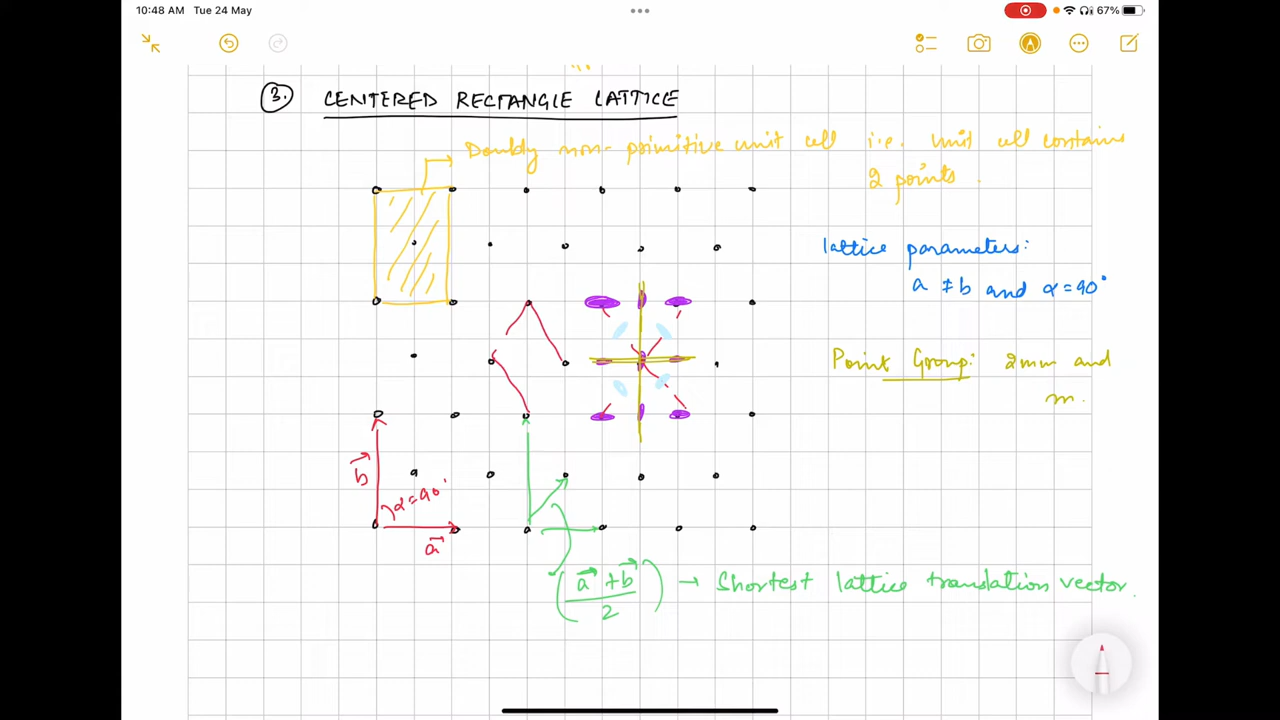 10:48 AM Tue 24 May
67%
3. CENTERED RECTANGLE LATTICE
Doubly non-primitive unit cell i.e. unit cell contains
2 points.
lattice parameters:
a ≠ b and α = 90°
Point Group: 2mm and
m.
b⃗
α = 90°
a⃗
(a⃗ + b⃗ / 2) → Shortest lattice translation vector.